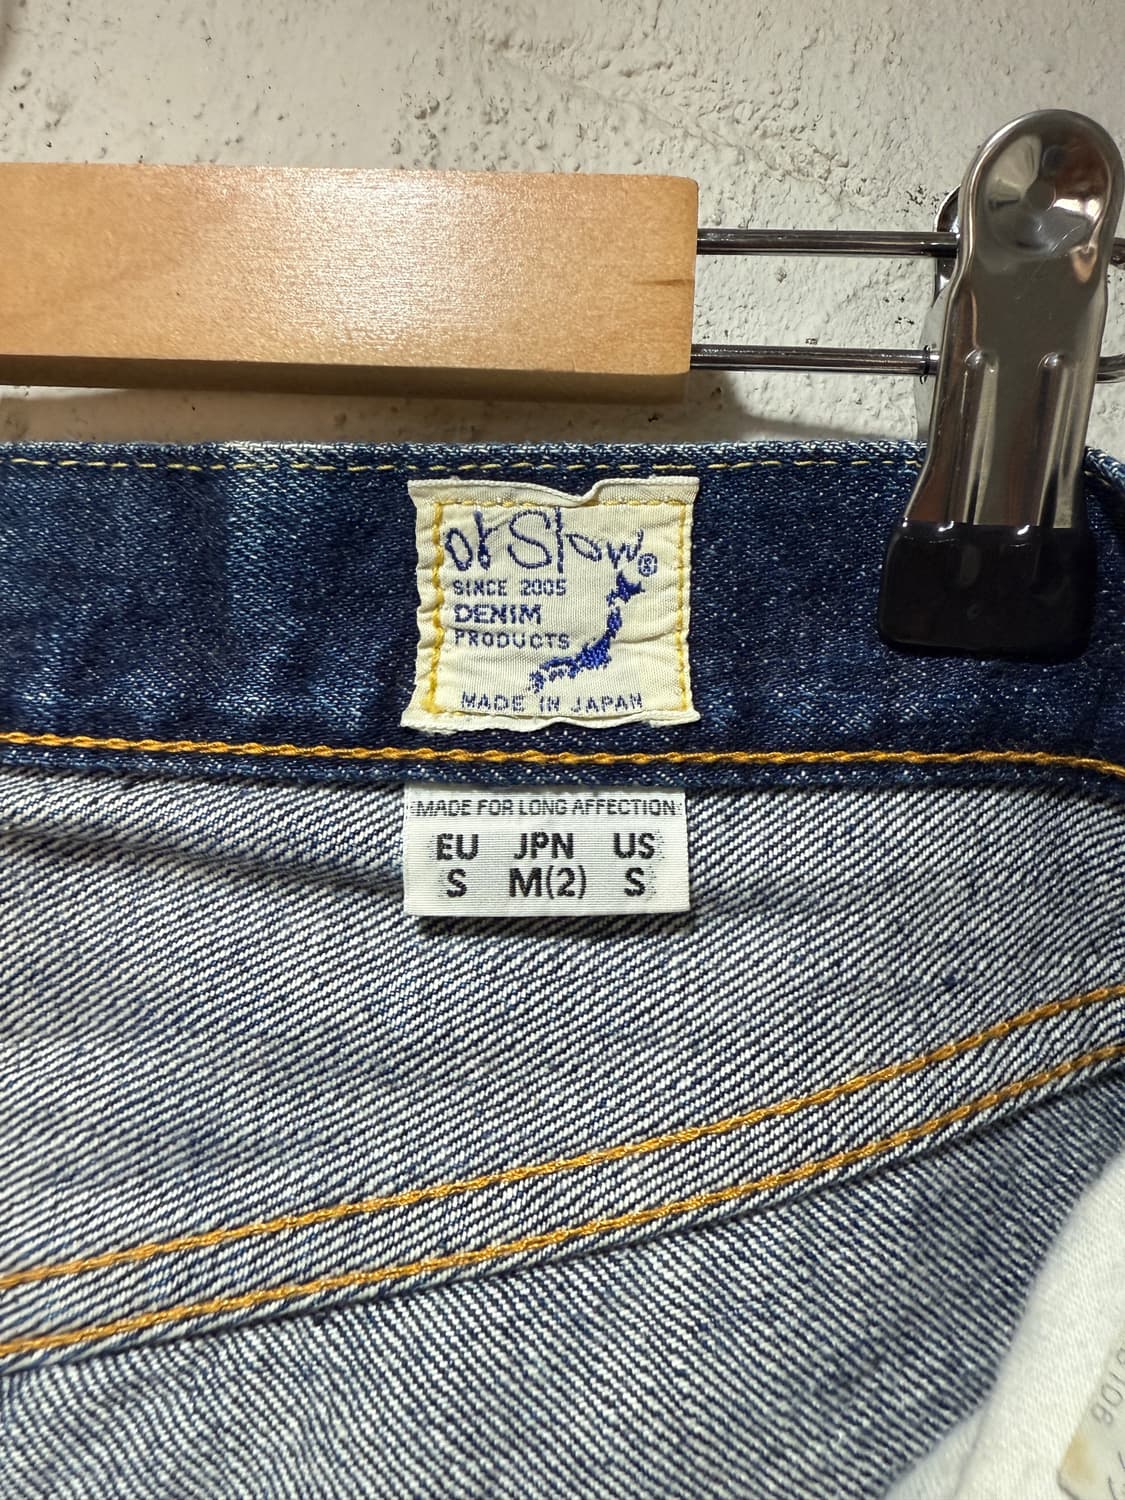 orSlow®
SINCE 2005
DENIM
PRODUCTS
MADE IN JAPAN
MADE FOR LONG AFFECTION
EU JPN US
S M(2) S